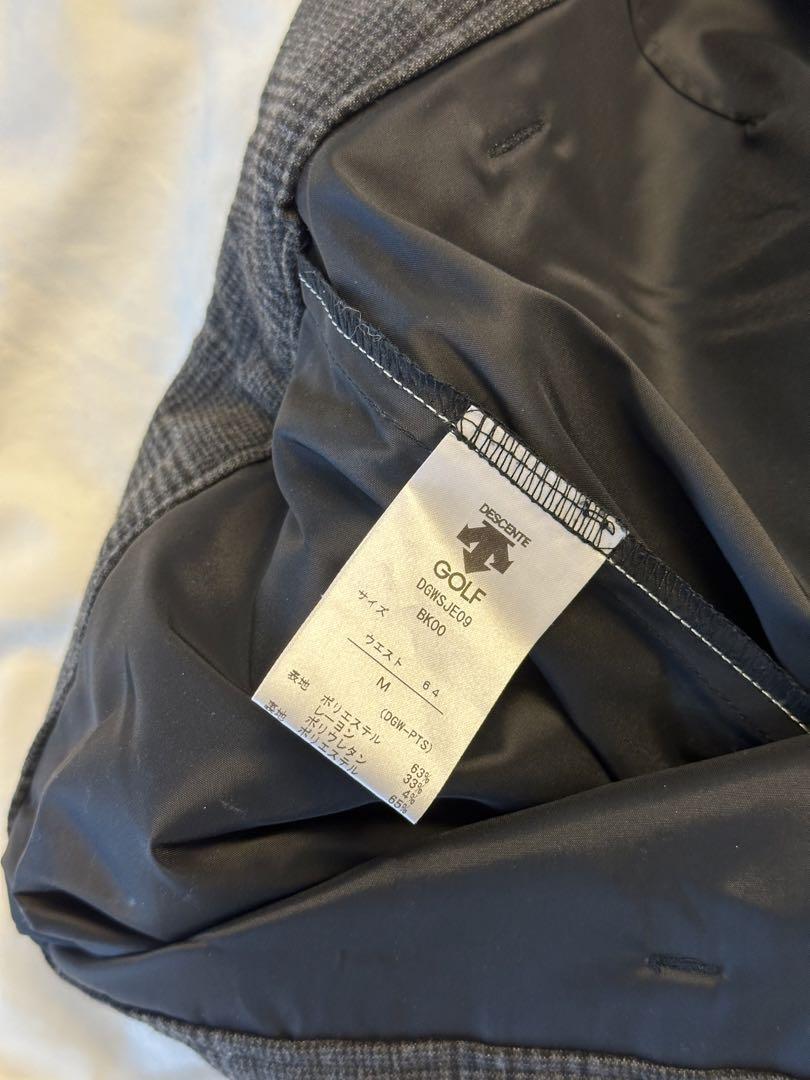 DESCENTE
GOLF
DGWSJE09
サイズ BK00
ウエスト 64
M
(DGW-PTS)
表地 ポリエステル 63%
レーヨン 33%
ポリウレタン 4%
裏地 ポリエステル 65%